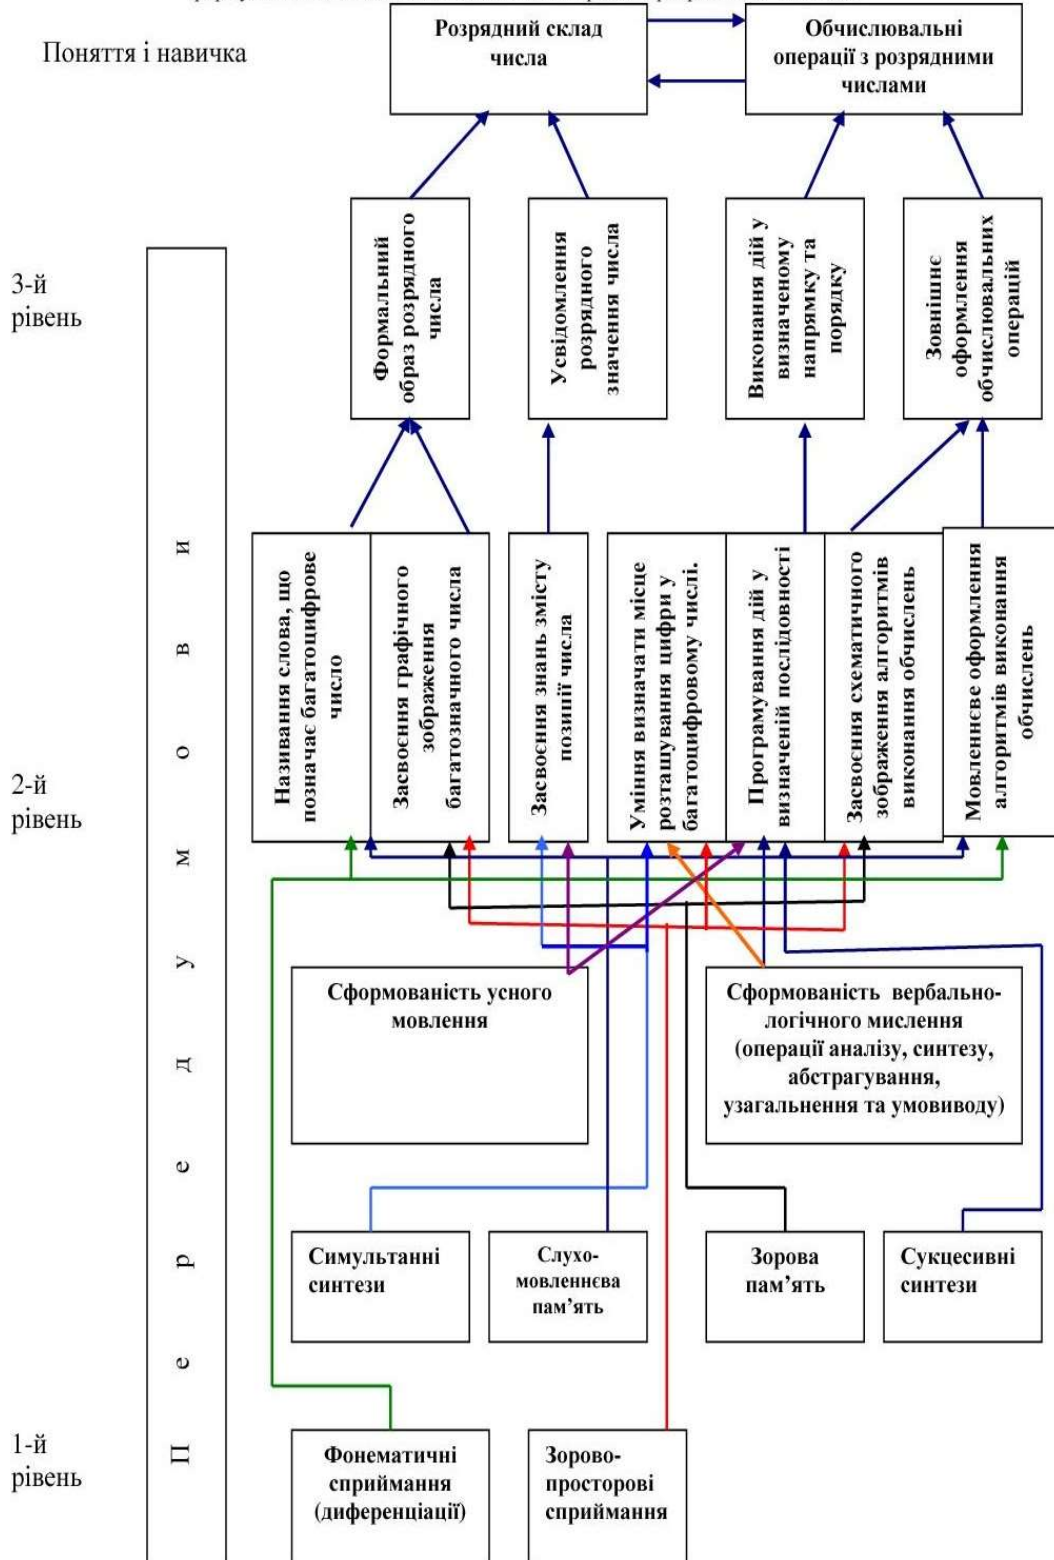 Поняття і навичка
Розрядний склад
числа
Обчислювальні
операції з розрядними
числами
3-й
рівень
Формальний
образ розрядного
числа
Усвідомлення
розрядного
значення числа
Виконання дій у
визначеному
напрямку та
порядку
Зовнішнє
оформлення
обчислювальних
операцій
Передумови
2-й
рівень
Називання слова, що
позначає багатоцифрове
число
Засвоєння графічного
зображення
багатозначного числа
Засвоєння знань змісту
позиції числа
Уміння визначати місце
розташування цифри у
багатоцифровому числі.
Програмування дій у
визначеній послідовності
Засвоєння схематичного
зображення алгоритмів
виконання обчислень
Мовленнєве оформлення
алгоритмів виконання
обчислень
Сформованість усного
мовлення
Сформованість вербально-
логічного мислення
(операції аналізу, синтезу,
абстрагування,
узагальнення та умовиводу)
Симультанні
синтези
Слухо-
мовленнєва
пам’ять
Зорова
пам’ять
Сукцесивні
синтези
1-й
рівень
Фонематичні
сприймання
(диференціації)
Зорово-
просторові
сприймання